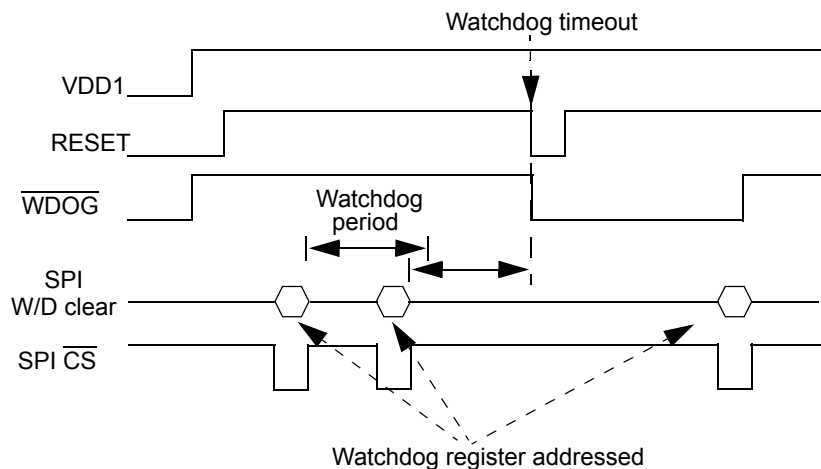 Watchdog timeout
VDD1
RESET
WDOG
Watchdog
period
SPI
W/D clear
SPI CS
Watchdog register addressed